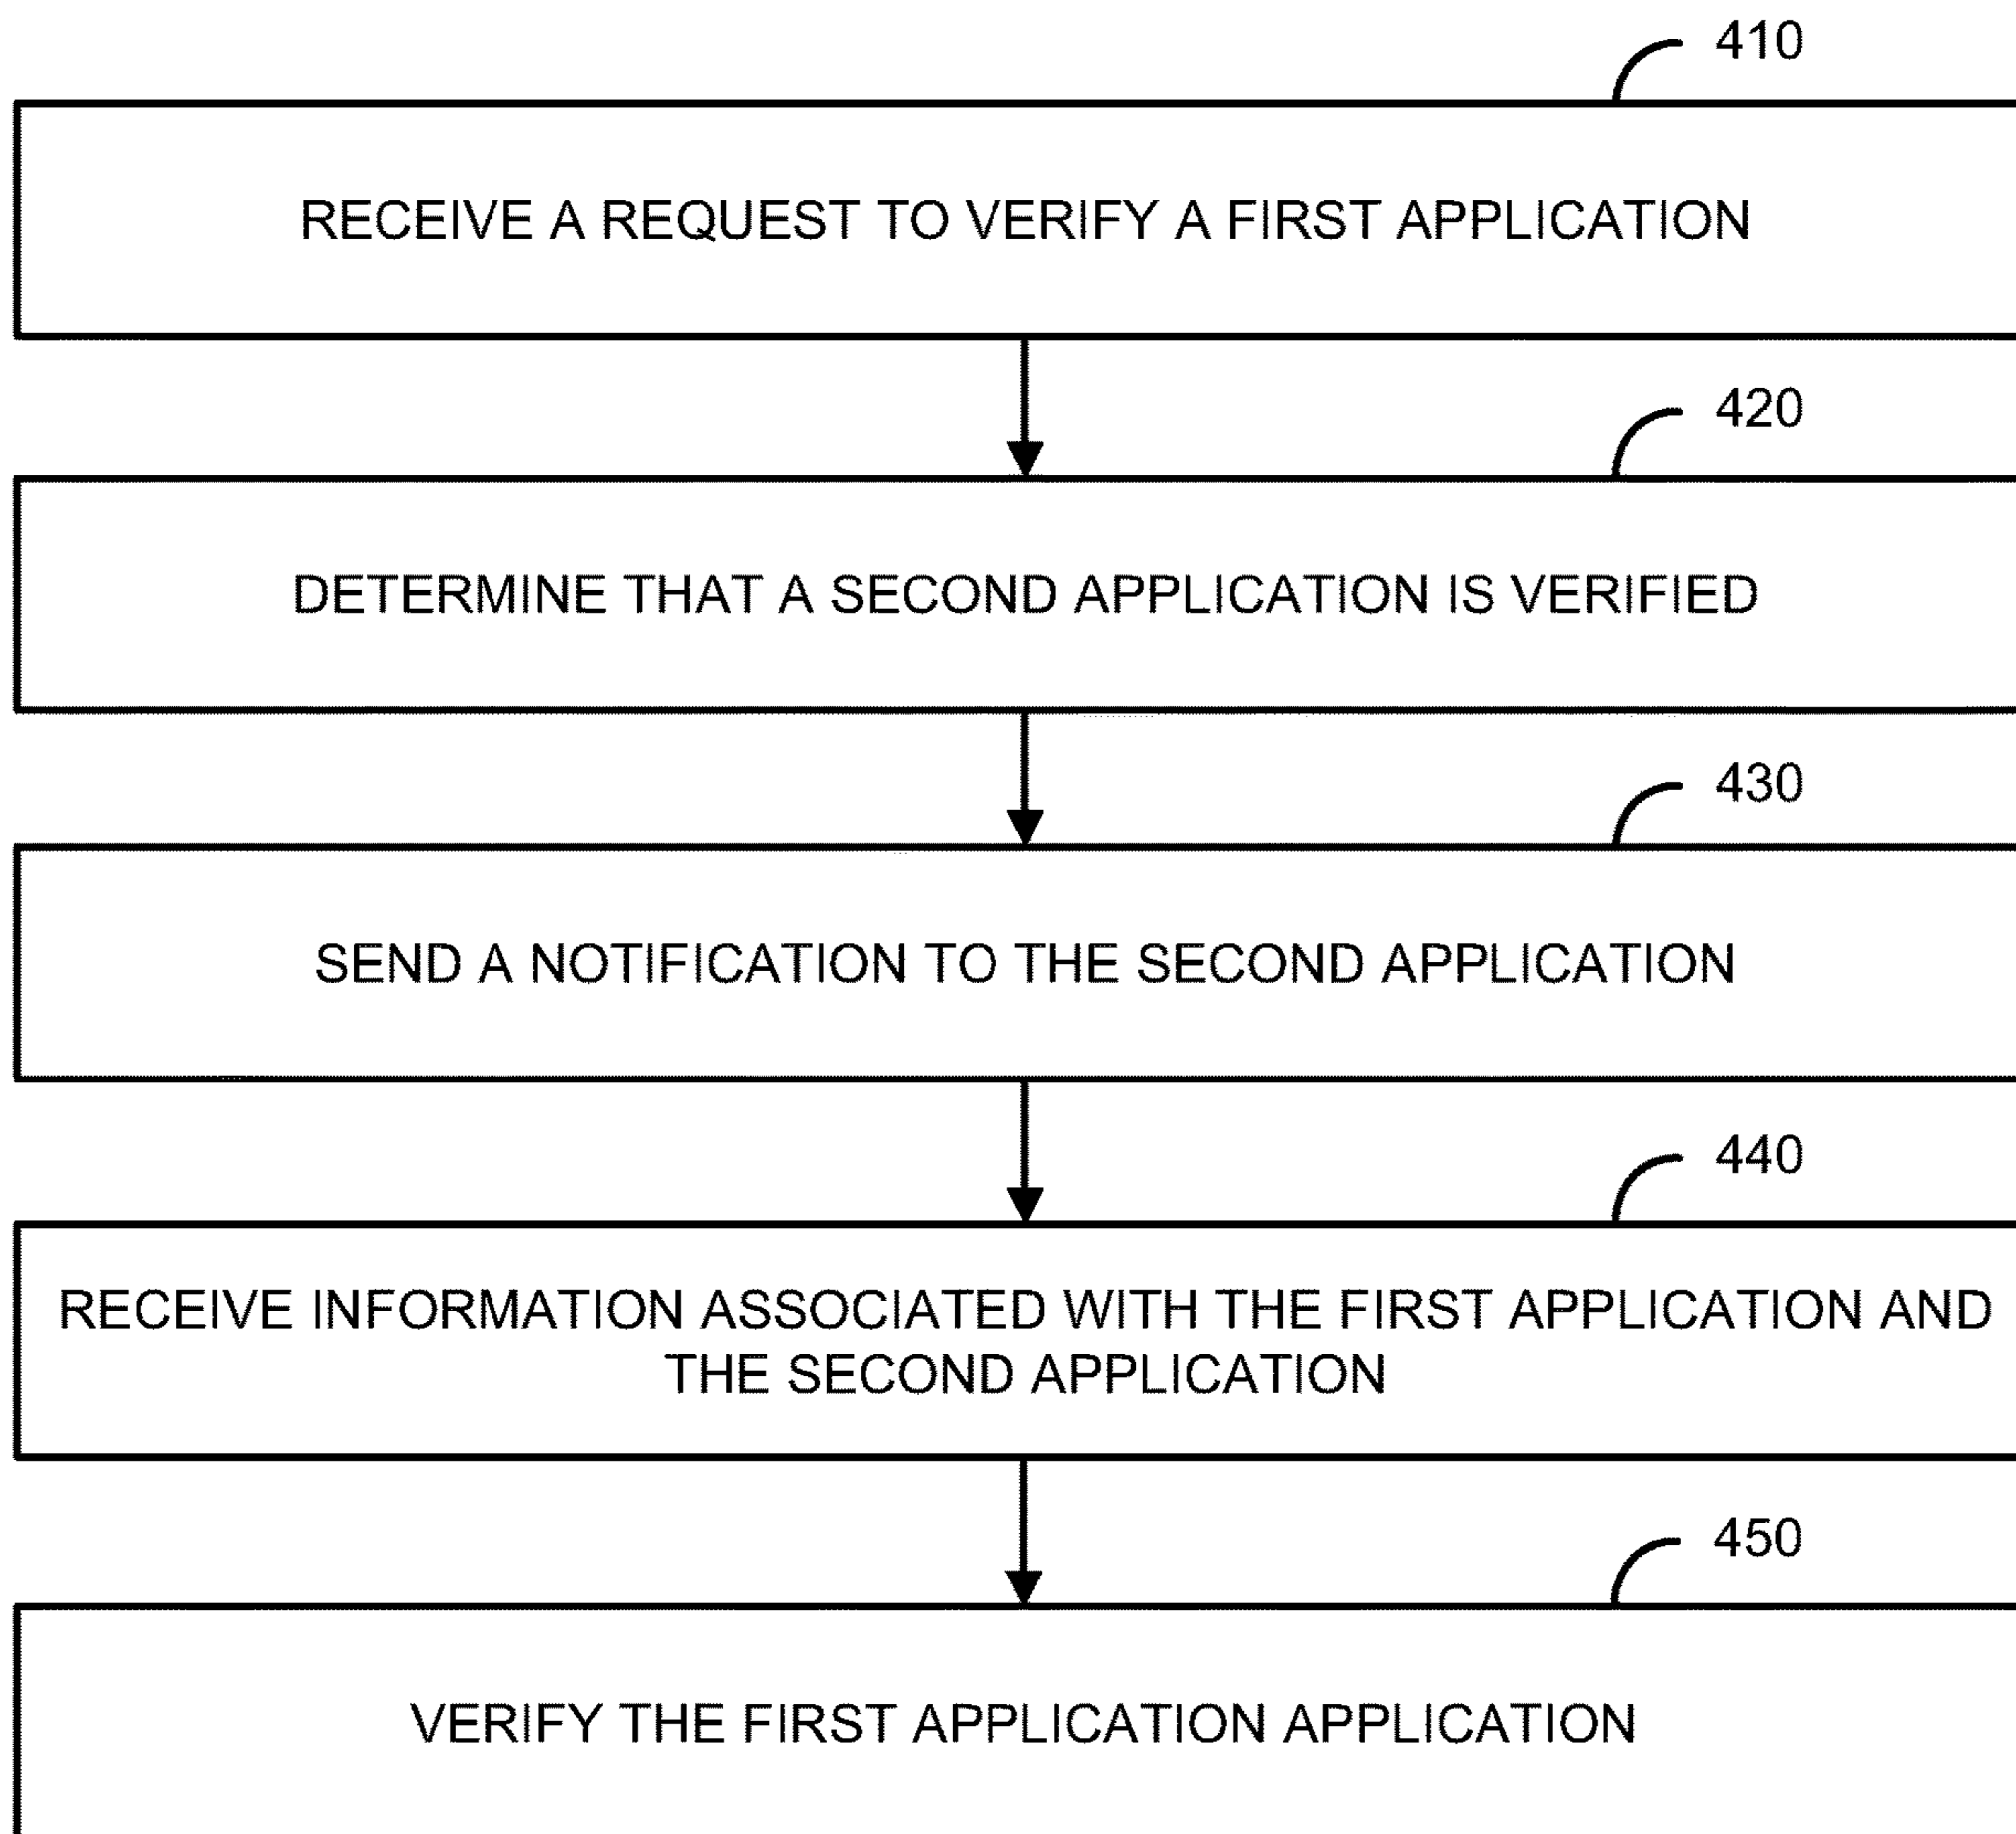 410
RECEIVE A REQUEST TO VERIFY A FIRST APPLICATION
420
DETERMINE THAT A SECOND APPLICATION IS VERIFIED
430
SEND A NOTIFICATION TO THE SECOND APPLICATION
440
RECEIVE INFORMATION ASSOCIATED WITH THE FIRST APPLICATION AND
THE SECOND APPLICATION
450
VERIFY THE FIRST APPLICATION APPLICATION